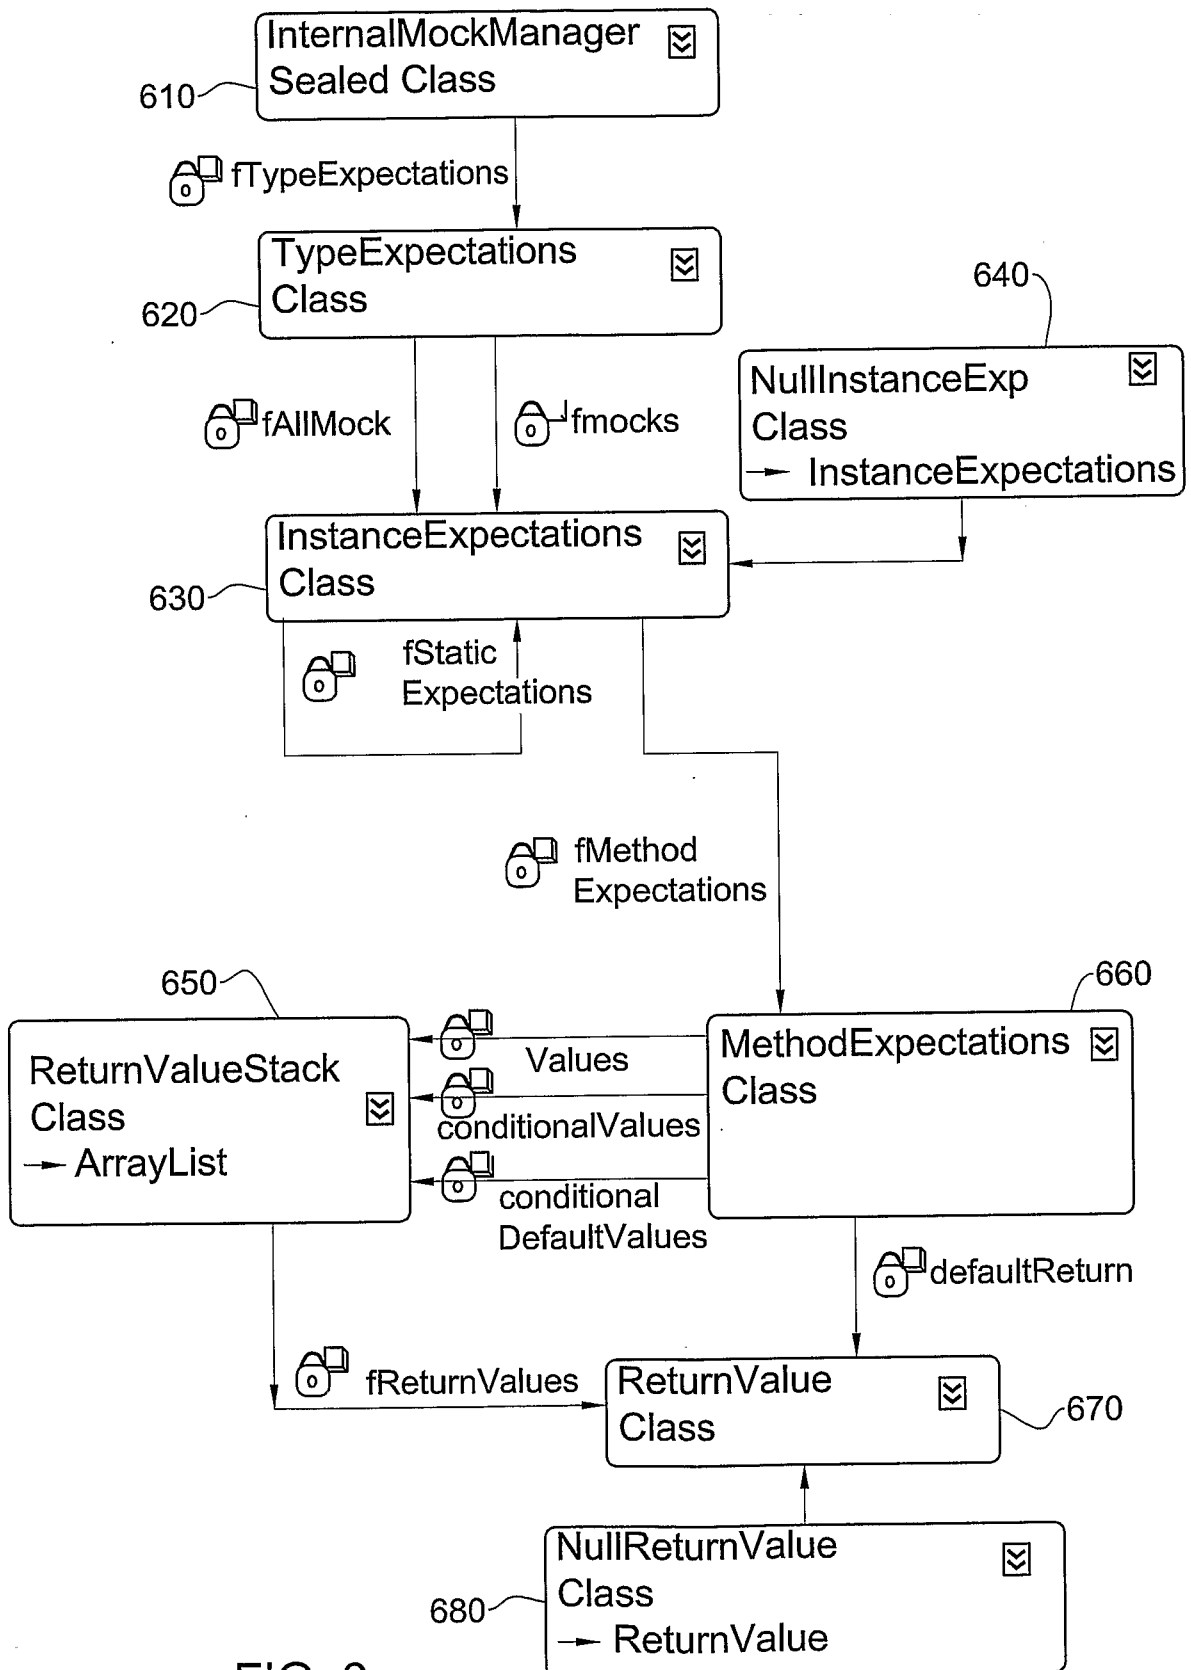 InternalMockManager
Sealed Class
610
fTypeExpectations
TypeExpectations
Class
620
640
NullInstanceExp
Class
InstanceExpectations
fAllMock
fmocks
InstanceExpectations
Class
630
fStatic
Expectations
fMethod
Expectations
650
660
ReturnValueStack
Class
ArrayList
Values
conditionalValues
conditional
DefaultValues
MethodExpectations
Class
defaultReturn
fReturnValues
ReturnValue
Class
670
NullReturnValue
Class
ReturnValue
680